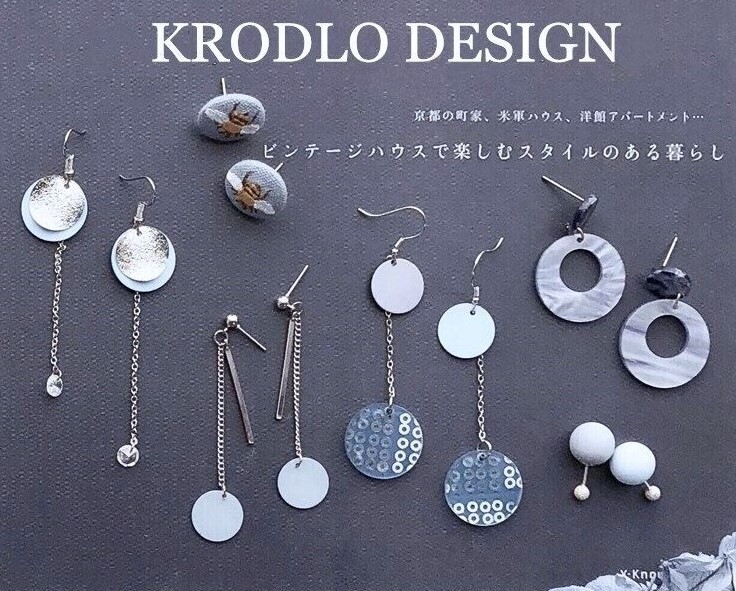 KRODLO DESIGN
京都の町家、米軍ハウス、洋館アパートメント…
ビンテージハウスで楽しむスタイルのある暮らし